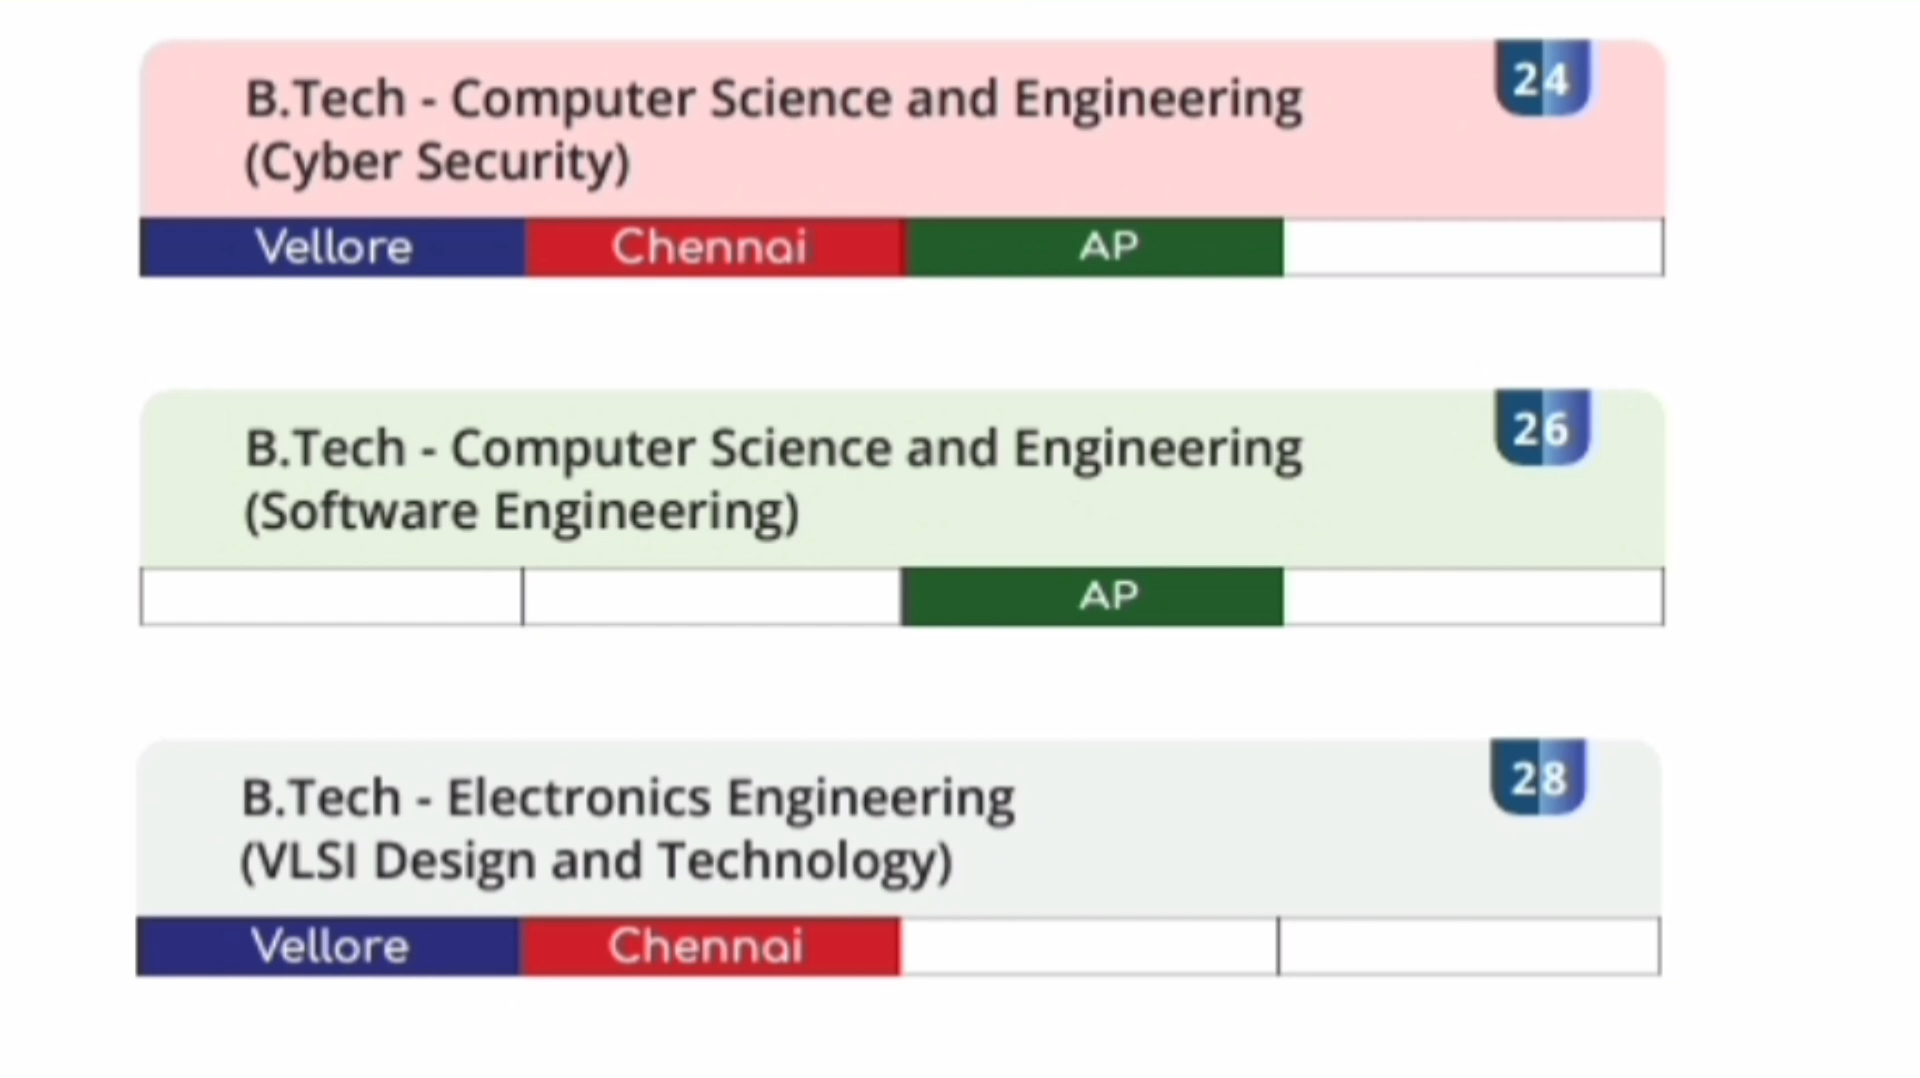 24
B.Tech - Computer Science and Engineering
(Cyber Security)
Vellore Chennai AP
26
B.Tech - Computer Science and Engineering
(Software Engineering)
AP
28
B.Tech - Electronics Engineering
(VLSI Design and Technology)
Vellore Chennai